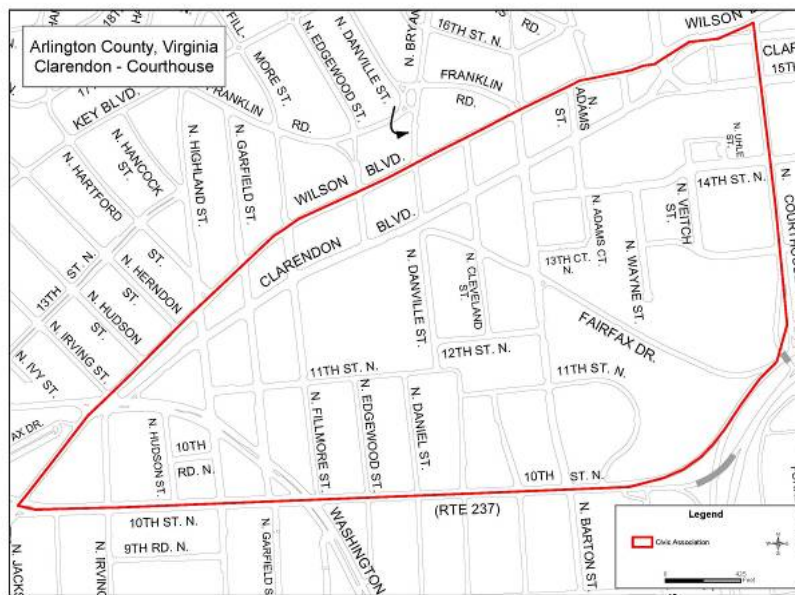 Arlington County, Virginia
Clarendon - Courthouse
KEY BLVD.
FRANKLIN
RD.
MORE ST.
N. EDGEWOOD ST.
N. DANVILLE ST.
16TH ST. N.
RD.
FRANKLIN
RD.
WILSON
15TH
N.
ADAMS
ST.
N. HANCOCK
ST.
N. HARTFORD
ST.
N. HIGHLAND ST.
N. GARFIELD ST.
WILSON
BLVD.
CLARENDON
BLVD.
N. UHLE
ST.
14TH ST. N.
N. VEITCH
ST.
N. ADAMS CT.
N. WAYNE ST.
13TH CT.
N.
13TH ST. N.
N. HERNDON
ST.
N. HUDSON
ST.
N. IRVING ST.
N. IVY ST.
N. DANVILLE ST.
N. CLEVELAND
ST.
FAIRFAX DR.
12TH ST. N.
11TH ST. N.
11TH ST. N.
N. HUDSON ST.
10TH
RD. N.
N. FILLMORE ST.
N. EDGEWOOD ST.
N. DANIEL ST.
10TH
ST. N.
(RTE 237)
10TH ST. N.
9TH RD. N.
WASHINGTON
N. BARTON ST.
Legend
Civic Association
0
425
Feet